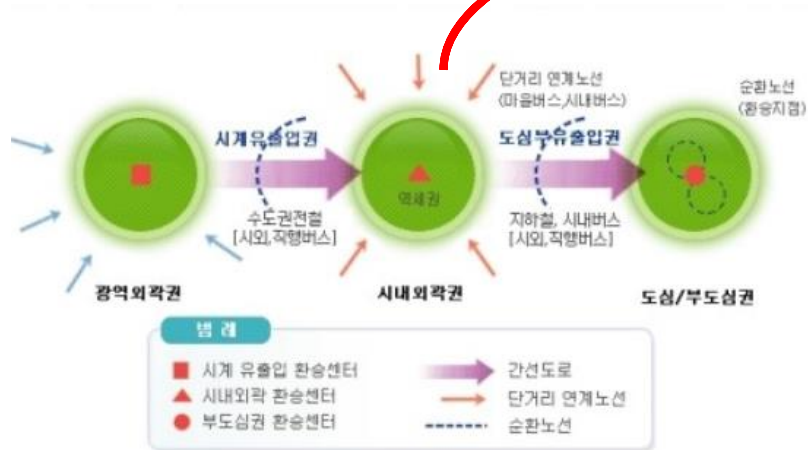 단거리 연계노선
(마을버스,시내버스)
순환노선
(환승지점)
시계유출입권
도심부유출입권
역세권
수도권전철
[시외,직행버스]
지하철, 시내버스
[시외,직행버스]
광역외곽권
시내외곽권
도심/부도심권
범 례
시계 유출입 환승센터
간선도로
시내외곽 환승센터
단거리 연계노선
부도심권 환승센터
순환노선